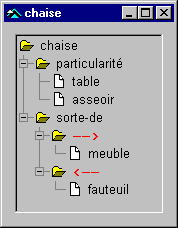 chaise
chaise
particularité
table
asseoir
sorte-de
-->
meuble
<--
fauteuil